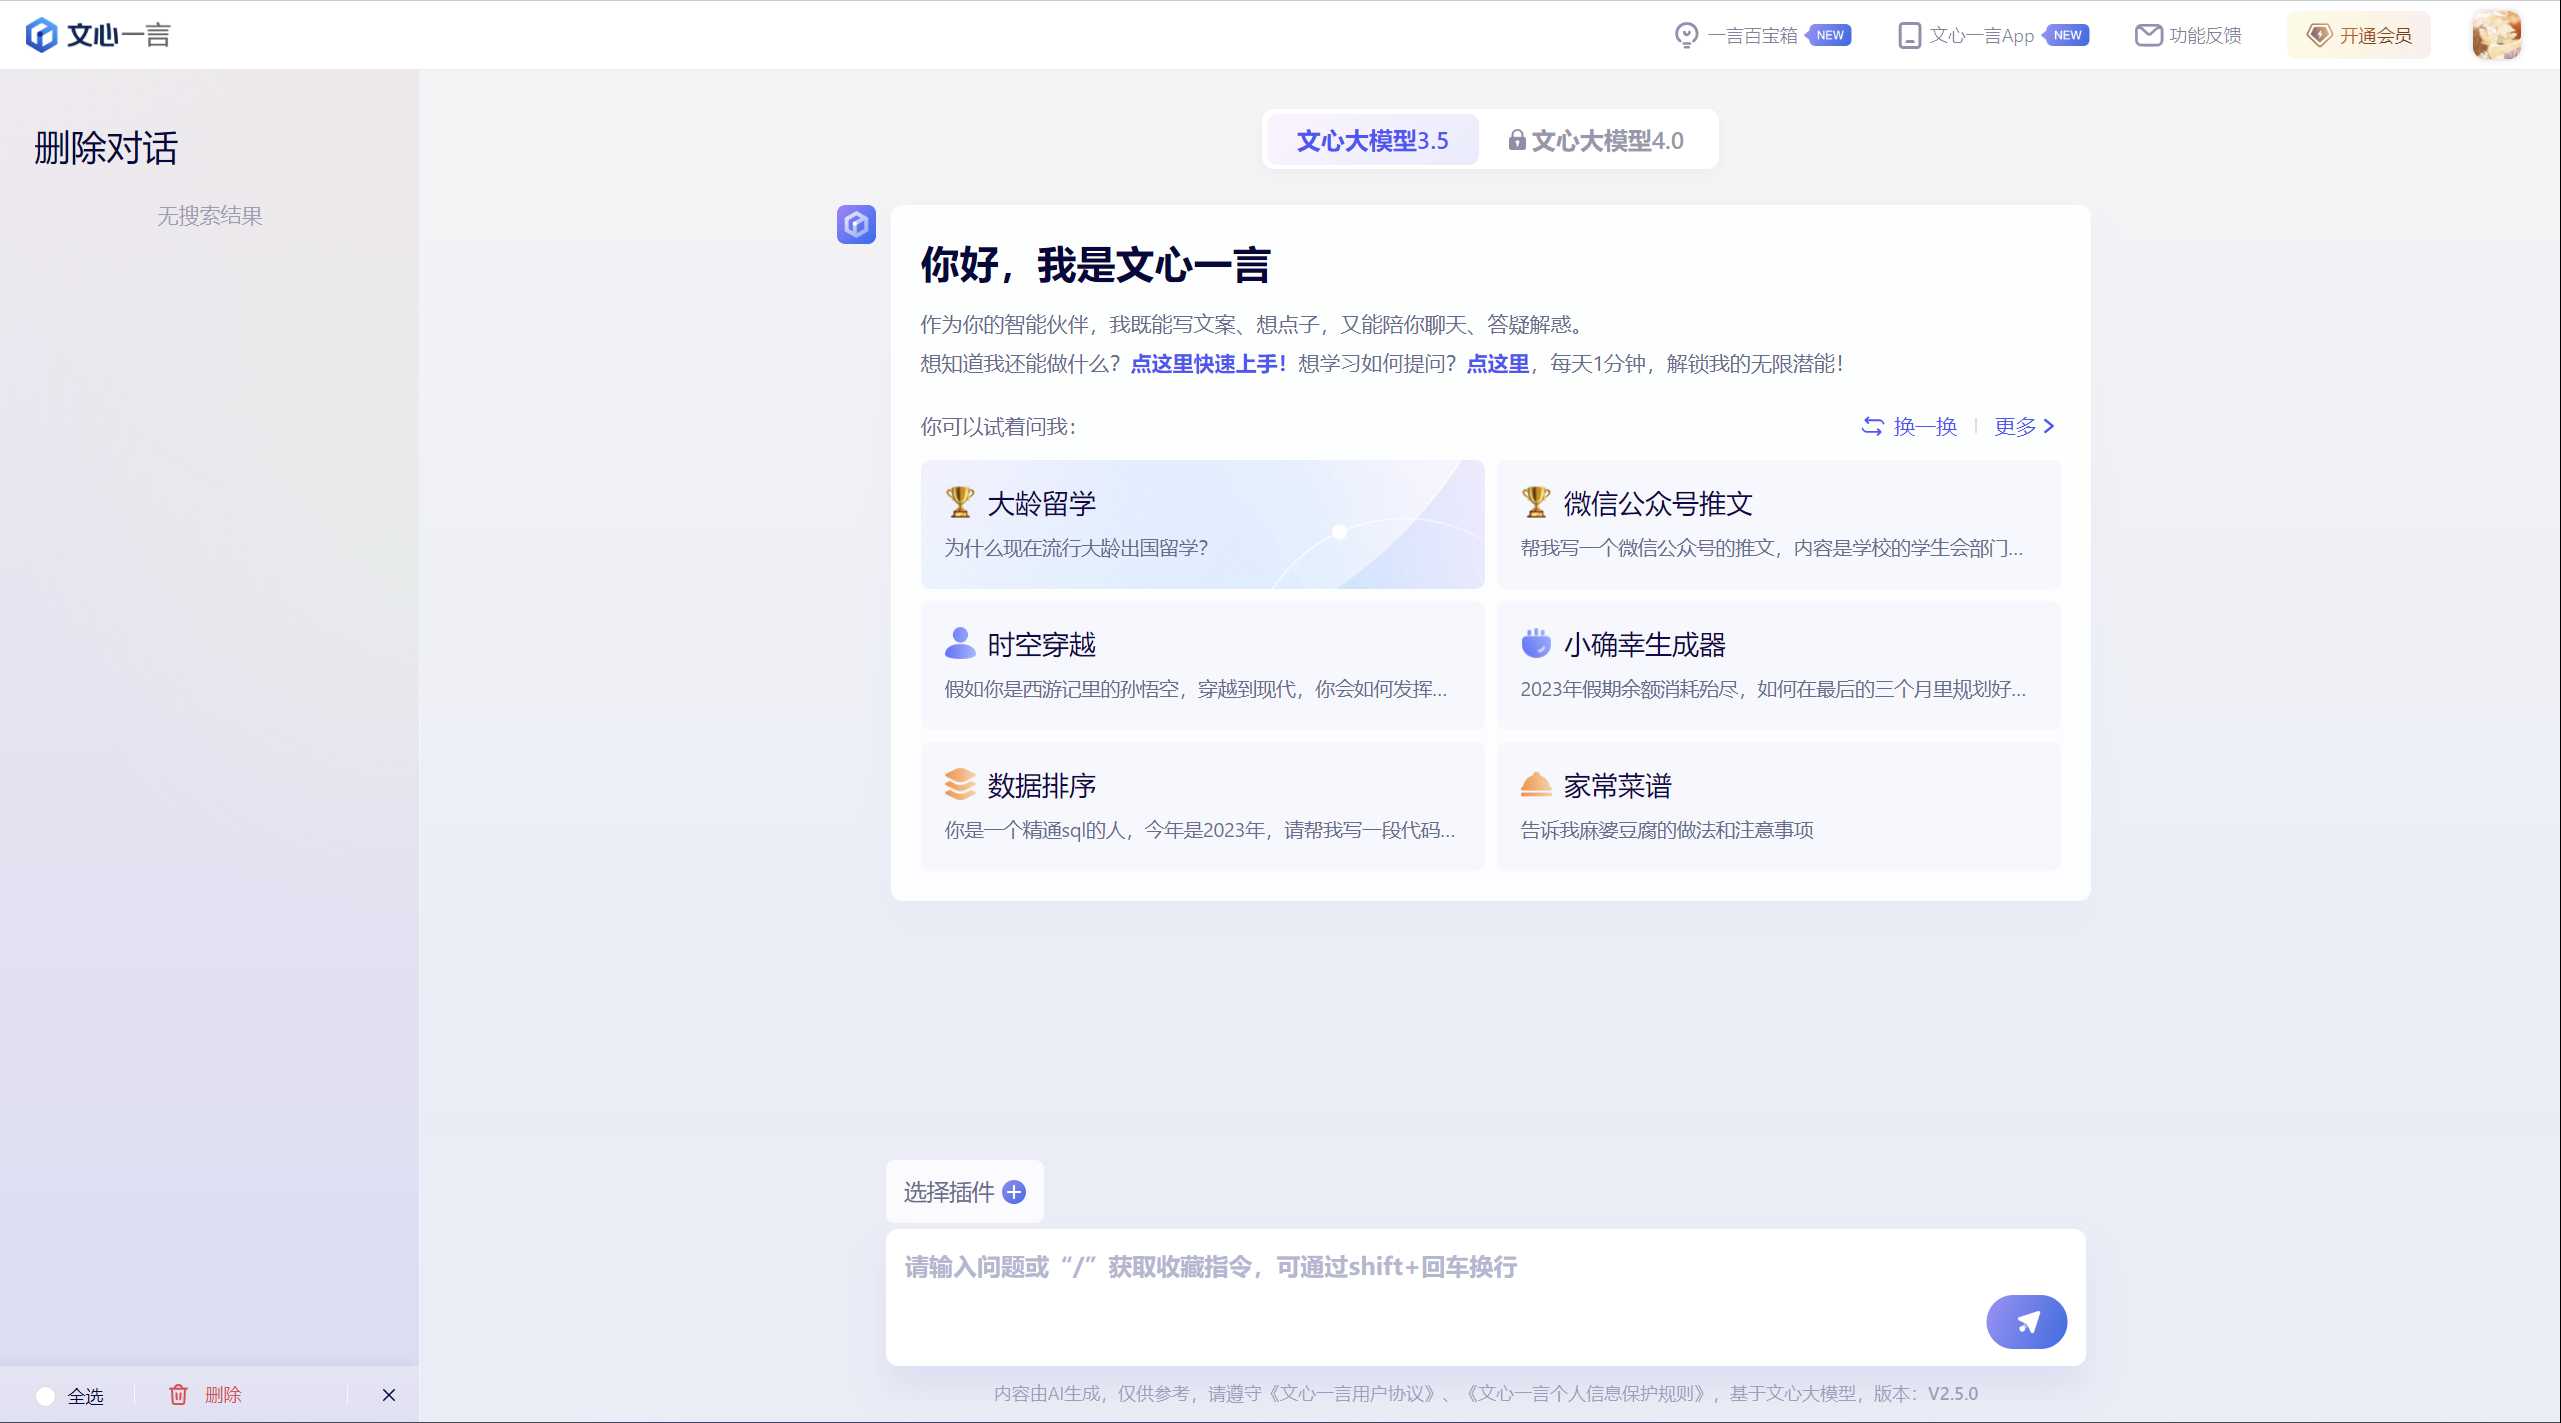 文心一言
一言百宝箱 NEW
文心一言App NEW
功能反馈
开通会员
删除对话
无搜索结果
文心大模型3.5
文心大模型4.0
你好，我是文心一言
作为你的智能伙伴，我既能写文案、想点子，又能陪你聊天、答疑解惑。
想知道我还能做什么？点这里快速上手！想学习如何提问？点这里，每天1分钟，解锁我的无限潜能！
你可以试着问我：
换一换
更多
大龄留学
为什么现在流行大龄出国留学？
微信公众号推文
帮我写一个微信公众号的推文，内容是学校的学生会部门...
时空穿越
假如你是西游记里的孙悟空，穿越到现代，你会如何发挥...
小确幸生成器
2023年假期余额消耗殆尽，如何在最后的三个月里规划好...
数据排序
你是一个精通sql的人，今年是2023年，请帮我写一段代码...
家常菜谱
告诉我麻婆豆腐的做法和注意事项
选择插件
请输入问题或“/”获取收藏指令，可通过shift+回车换行
全选
删除
内容由AI生成，仅供参考，请遵守《文心一言用户协议》、《文心一言个人信息保护规则》，基于文心大模型，版本：V2.5.0